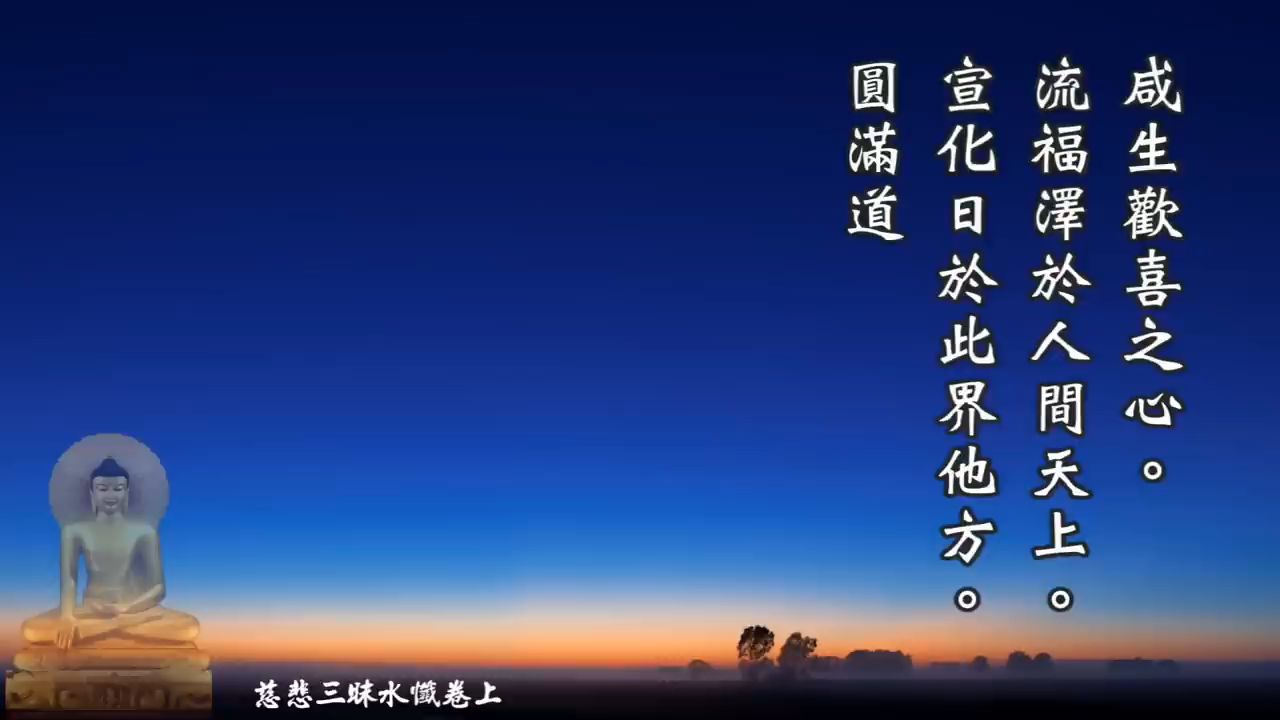 咸生歡喜之心。
流福澤於人間天上。
宣化日於此界他方。
圓滿道
慈悲三昧水懺卷上